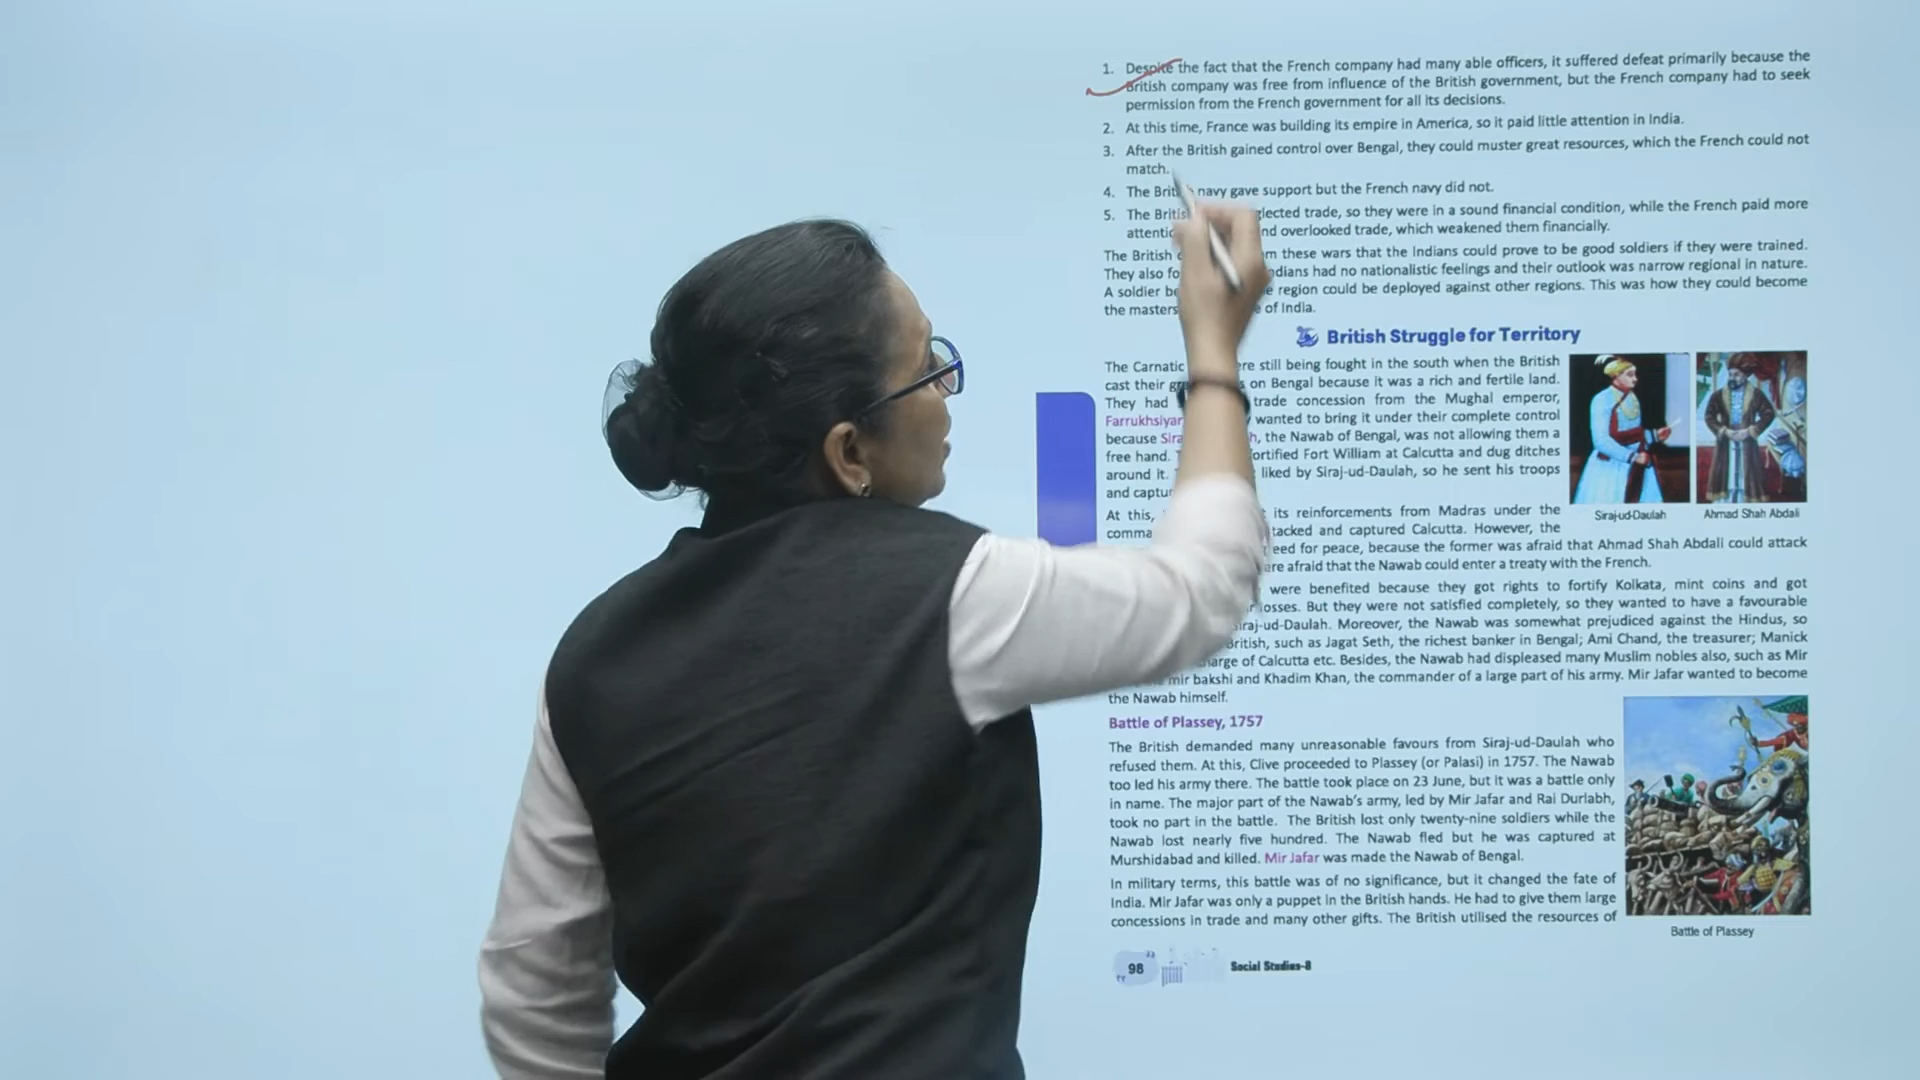 1. Despite the fact that the French company had many able officers, it suffered defeat primarily because the
British company was free from influence of the British government, but the French company had to seek
permission from the French government for all its decisions.
2. At this time, France was building its empire in America, so it paid little attention in India.
3. After the British gained control over Bengal, they could muster great resources, which the French could not
match.
4. The navy gave support but the French navy did not.
5. The trade, so they were in a sound financial condition, while the French paid more
overlooked trade, which weakened them financially.
The British these wars that the Indians could prove to be good soldiers if they were trained.
They also had no nationalistic feelings and their outlook was narrow regional in nature.
A soldier region could be deployed against other regions. This was how they could become
the masters of India.
British Struggle for Territory
The Carnatic still being fought in the south when the British
cast their on Bengal because it was a rich and fertile land.
They had trade concession from the Mughal emperor,
Farrukhsiyar wanted to bring it under their complete control
because the Nawab of Bengal, was not allowing them a
free hand. fortified Fort William at Calcutta and dug ditches
around it. liked by Siraj-ud-Daulah, so he sent his troops
and
At this, its reinforcements from Madras under the
and captured Calcutta. However, the
for peace, because the former was afraid that Ahmad Shah Abdali could attack
afraid that the Nawab could enter a treaty with the French.
were benefited because they got rights to fortify Kolkata, mint coins and got
losses. But they were not satisfied completely, so they wanted to have a favourable
Siraj-ud-Daulah. Moreover, the Nawab was somewhat prejudiced against the Hindus, so
British, such as Jagat Seth, the richest banker in Bengal; Ami Chand, the treasurer; Manick
charge of Calcutta etc. Besides, the Nawab had displeased many Muslim nobles also, such as Mir
mir bakshi and Khadim Khan, the commander of a large part of his army. Mir Jafar wanted to become
the Nawab himself.
Siraj-ud-Daulah
Ahmad Shah Abdali
Battle of Plassey, 1757
The British demanded many unreasonable favours from Siraj-ud-Daulah who
refused them. At this, Clive proceeded to Plassey (or Palasi) in 1757. The Nawab
too led his army there. The battle took place on 23 June, but it was a battle only
in name. The major part of the Nawab's army, led by Mir Jafar and Rai Durlabh,
took no part in the battle. The British lost only twenty-nine soldiers while the
Nawab lost nearly five hundred. The Nawab fled but he was captured at
Murshidabad and killed. Mir Jafar was made the Nawab of Bengal.
In military terms, this battle was of no significance, but it changed the fate of
India. Mir Jafar was only a puppet in the British hands. He had to give them large
concessions in trade and many other gifts. The British utilised the resources of
Battle of Plassey
98
Social Studies-8